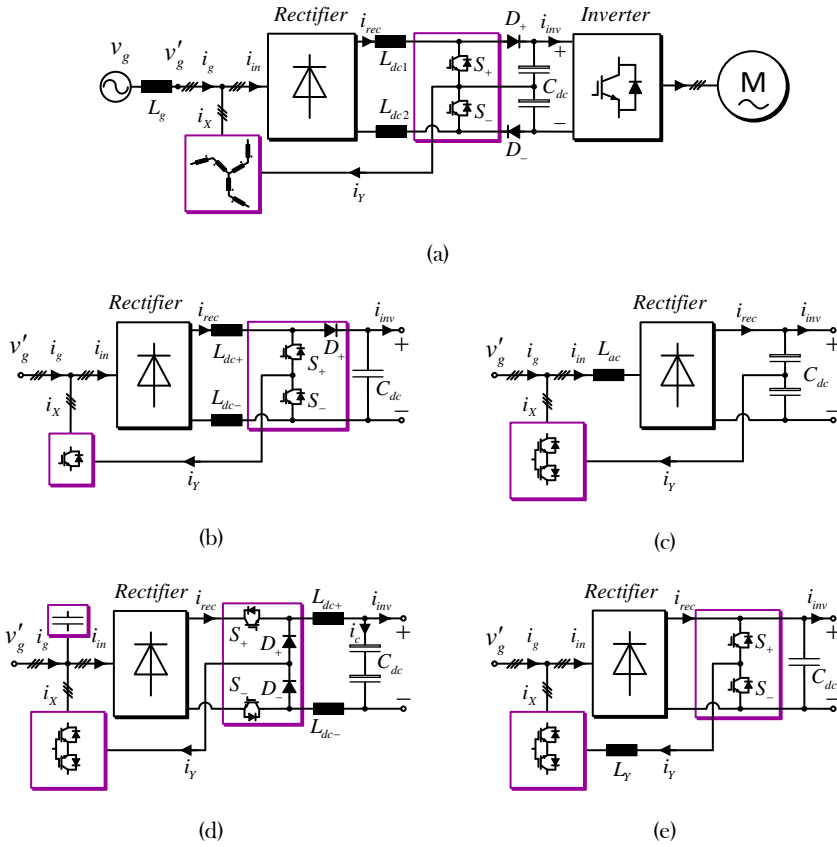 Rectifier
Inverter
v_g
v'_g
i_g
i_in
i_rec
D_+
i_inv
L_g
i_X
L_dc1
L_dc2
S_+
S_−
+
C_dc
−
D_−
i_Y
M
(a)
Rectifier
i_rec
i_inv
v'_g
i_g
i_in
L_dc+
D_+
S_+
+
C_dc
i_X
L_dc−
S_−
−
i_Y
(b)
Rectifier
i_rec
i_inv
v'_g
i_g
i_in
L_ac
+
C_dc
i_X
−
i_Y
(c)
Rectifier
i_rec
L_dc+
i_inv
v'_g
i_g
i_in
S_+
D_+
i_c
+
C_dc
S_−
D_−
i_X
−
L_dc−
i_Y
(d)
Rectifier
i_rec
i_inv
v'_g
i_g
i_in
S_+
+
C_dc
i_X
S_−
−
L_Y
i_Y
(e)